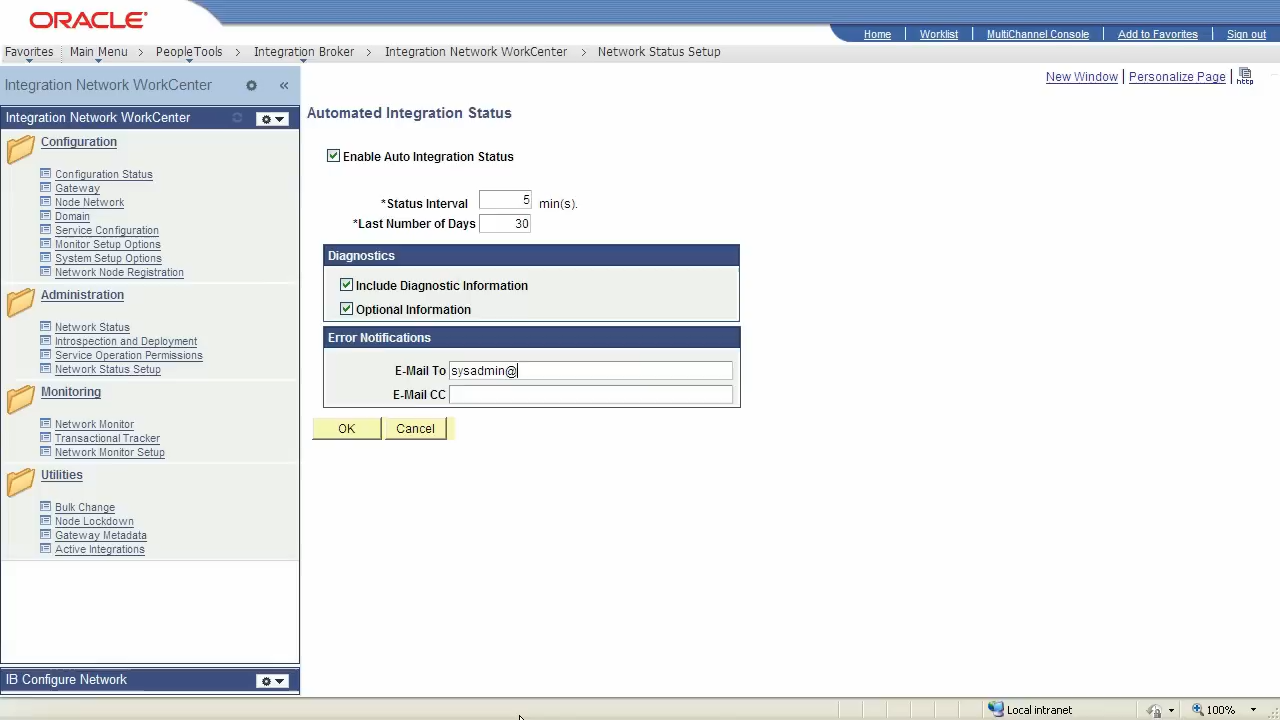 ORACLE
Home
Worklist
MultiChannel Console
Add to Favorites
Sign out
Favorites
Main Menu > PeopleTools > Integration Broker > Integration Network WorkCenter > Network Status Setup
Integration Network WorkCenter «
New Window | Personalize Page | http
Integration Network WorkCenter
Configuration
Configuration Status
Gateway
Node Network
Domain
Service Configuration
Monitor Setup Options
System Setup Options
Network Node Registration
Administration
Network Status
Introspection and Deployment
Service Operation Permissions
Network Status Setup
Monitoring
Network Monitor
Transactional Tracker
Network Monitor Setup
Utilities
Bulk Change
Node Lockdown
Gateway Metadata
Active Integrations
IB Configure Network
Automated Integration Status
Enable Auto Integration Status
*Status Interval 5 min(s).
*Last Number of Days 30
Diagnostics
Include Diagnostic Information
Optional Information
Error Notifications
E-Mail To sysadmin@
E-Mail CC
OK Cancel
Local intranet
100%